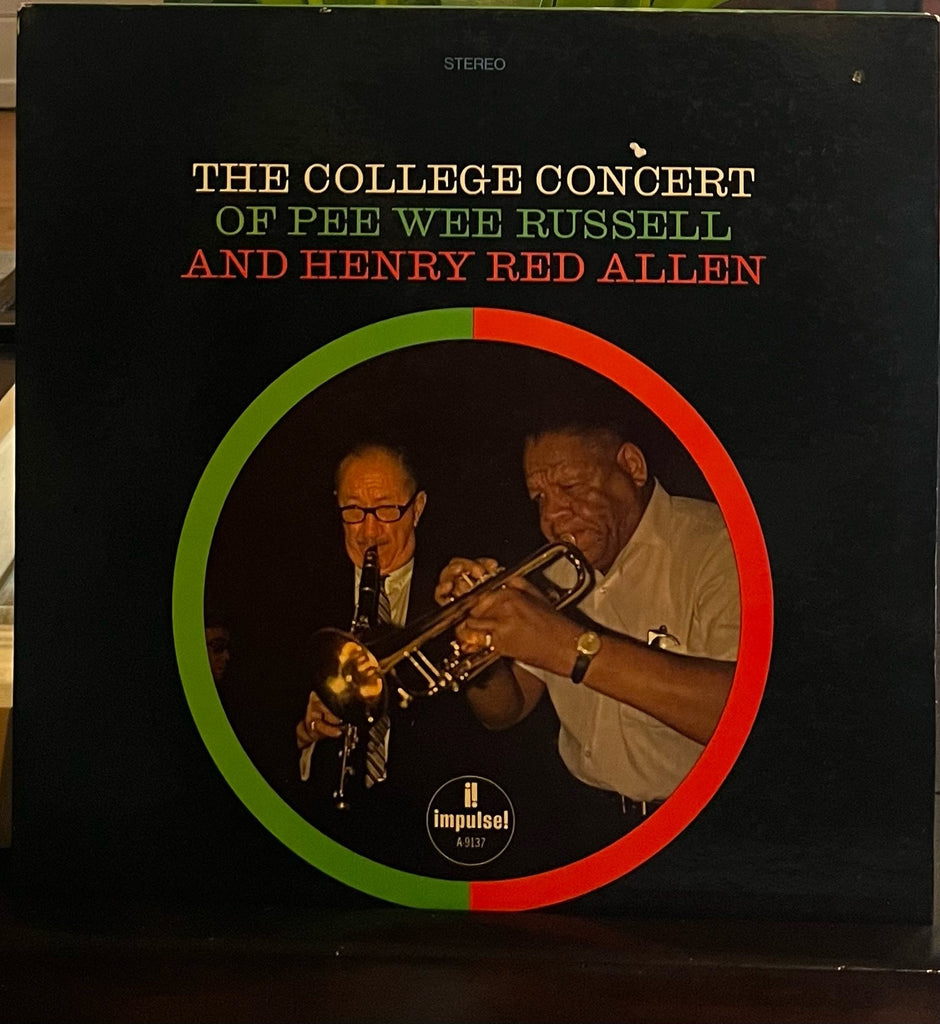 STEREO
THE COLLEGE CONCERT
OF PEE WEE RUSSELL
AND HENRY RED ALLEN
i!
impulse!
A-9137